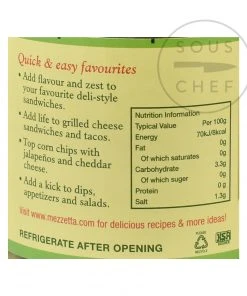 SOUS
CHEF
Quick & easy favourites
• Add flavour and zest to
your favourite deli-style
sandwiches.
• Add life to grilled cheese
sandwiches and tacos.
• Top corn chips with
jalapeños and cheddar
cheese.
• Add a kick to dips,
appetizers and salads.
Nutrition Information
Typical Value Per 100g
Energy 70kJ/8kcal
Fat 0g
Of which saturates 0g
Carbohydrate 3.3g
Of which suger 0g
Protein 0 g
Salt 1.3g
Visit www.mezzetta.com for delicious recipes & more ideas!
REFRIGERATE AFTER OPENING